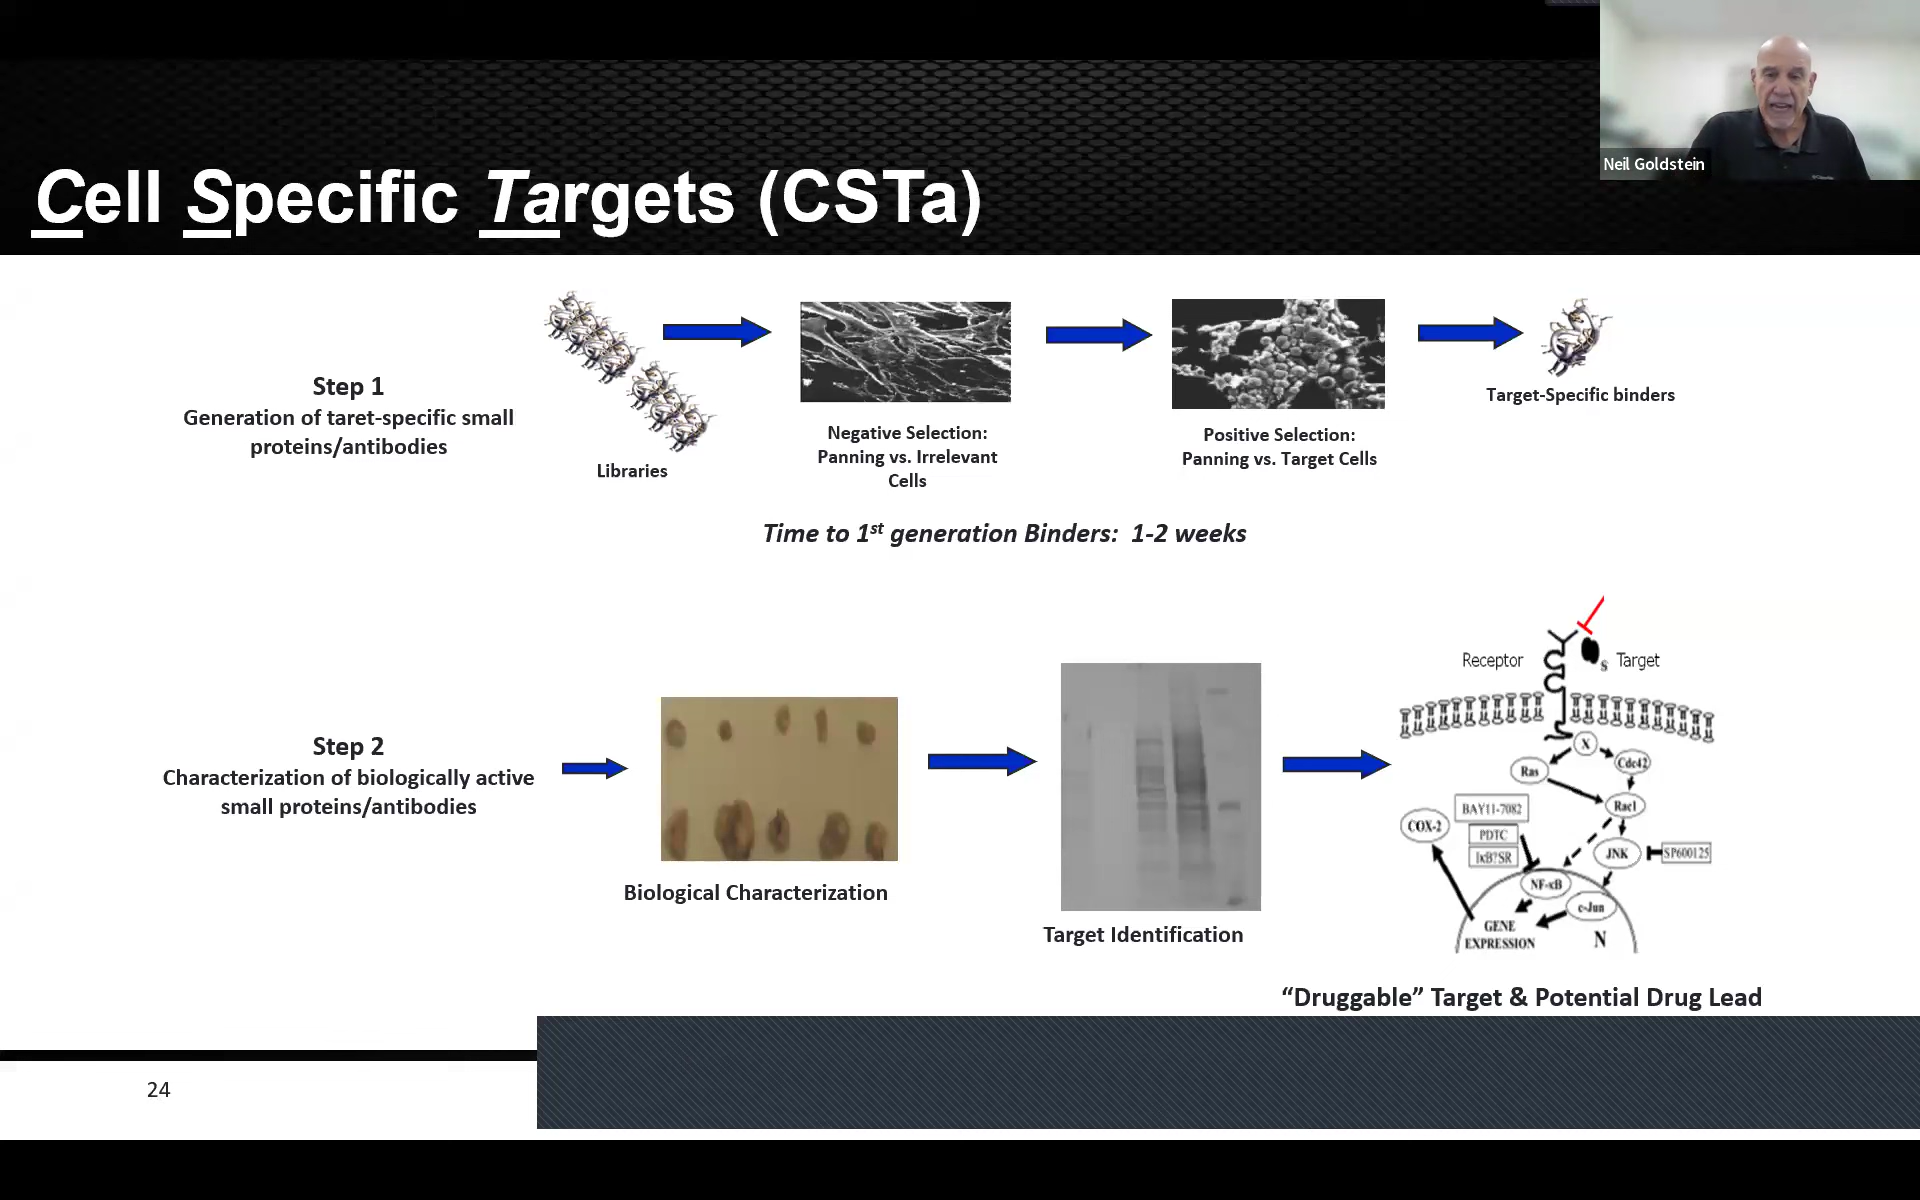 Neil Goldstein
Cell Specific Targets (CSTa)
Step 1
Generation of taret-specific small
proteins/antibodies
Libraries
Negative Selection:
Panning vs. Irrelevant
Cells
Positive Selection:
Panning vs. Target Cells
Target-Specific binders
Time to 1st generation Binders: 1-2 weeks
Step 2
Characterization of biologically active
small proteins/antibodies
Biological Characterization
Target Identification
Receptor
S
Target
X
Ras
Cdc42
Rac1
BAY11-7082
COX-2
PDTC
IκB?SR
JNK
SP600125
NF-κB
c-Jun
GENE
EXPRESSION
N
“Druggable” Target & Potential Drug Lead
24